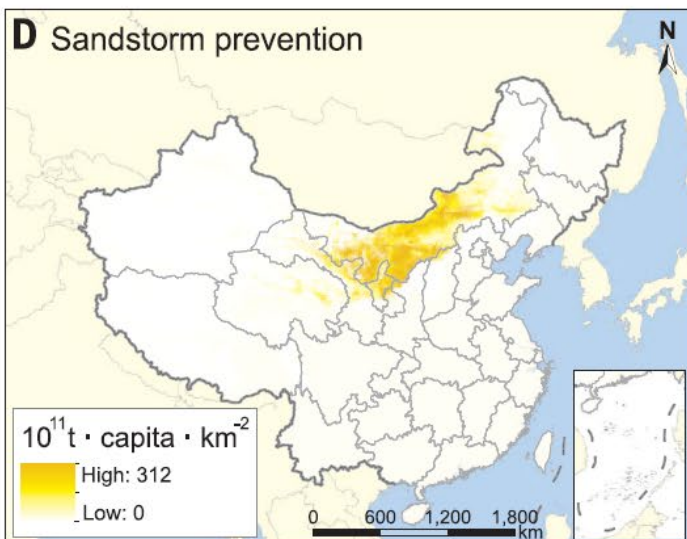 D Sandstorm prevention
N
10¹¹t · capita · km⁻²
High: 312
Low: 0
0 600 1,200 1,800
km